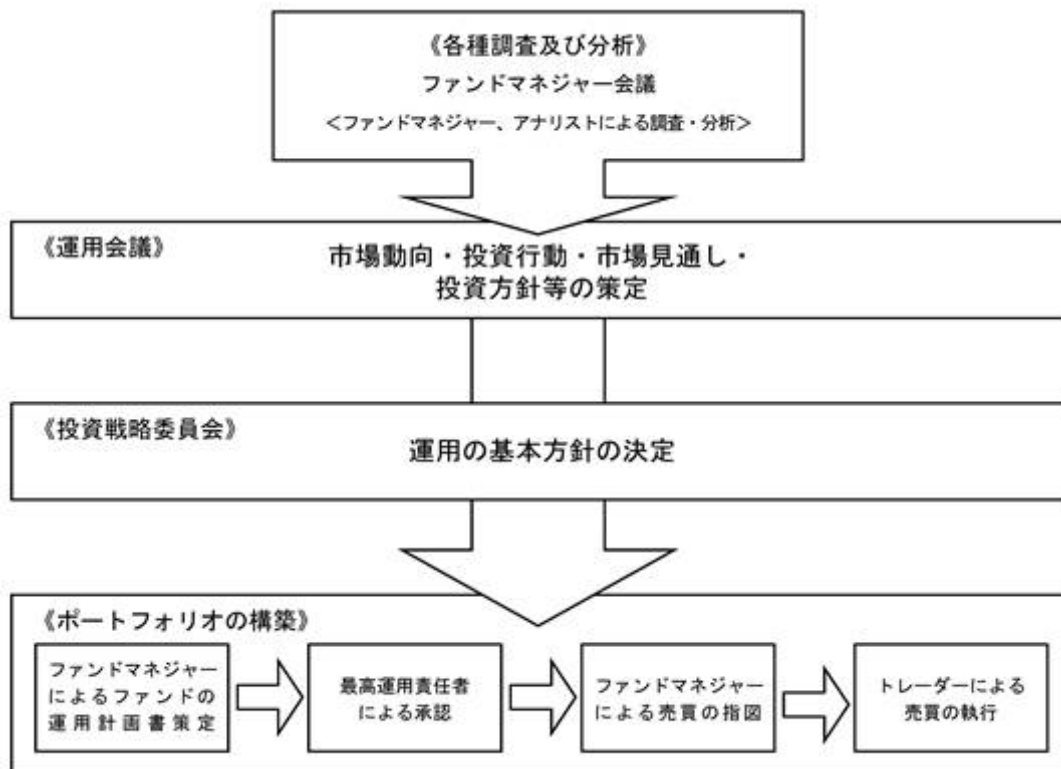 《各種調査及び分析》
ファンドマネジャー会議
＜ファンドマネジャー、アナリストによる調査・分析＞
《運用会議》
市場動向・投資行動・市場見通し・
投資方針等の策定
《投資戦略委員会》
運用の基本方針の決定
《ポートフォリオの構築》
ファンドマネジャー
によるファンドの
運用計画書策定
最高運用責任者
による承認
ファンドマネジャー
による売買の指図
トレーダーによる
売買の執行